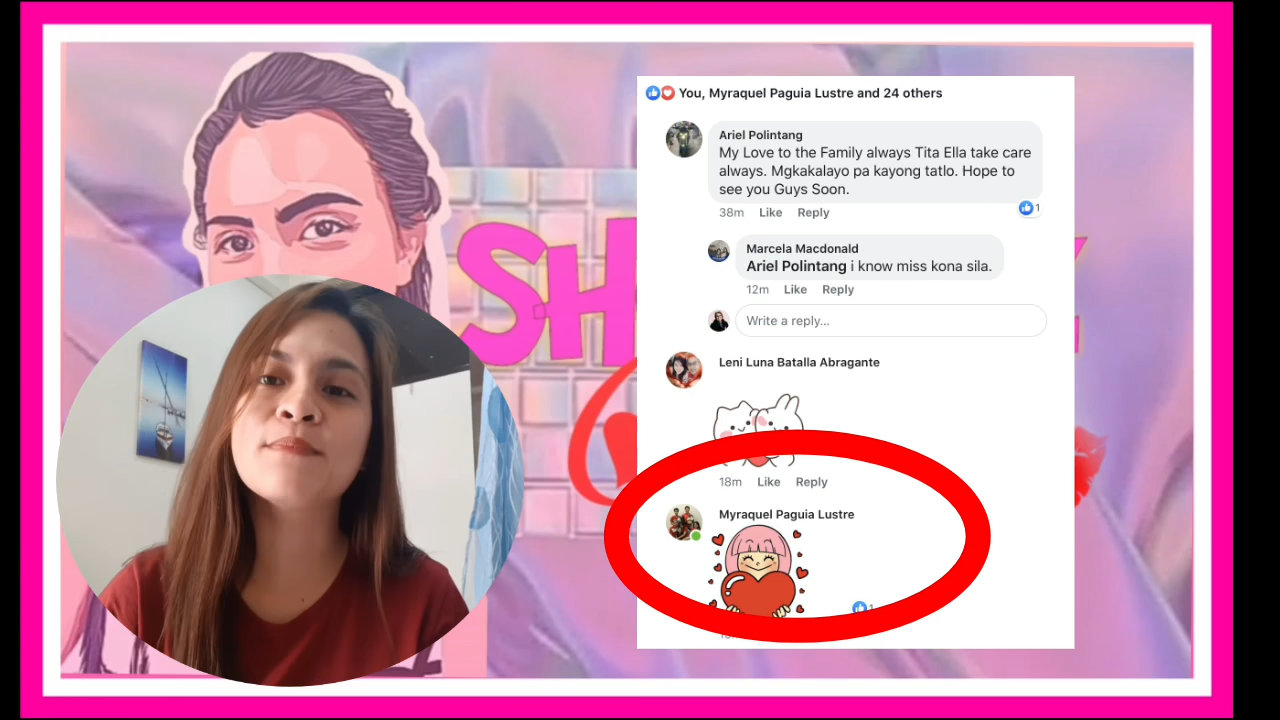 You, Myraquel Paguia Lustre and 24 others
Ariel Polintang
My Love to the Family always Tita Ella take care
always. Mgkakalayo pa kayong tatlo. Hope to
see you Guys Soon.
38m Like Reply
1
Marcela Macdonald
Ariel Polintang i know miss kona sila.
12m Like Reply
Write a reply...
Leni Luna Batalla Abragante
18m Like Reply
Myraquel Paguia Lustre
1
SH